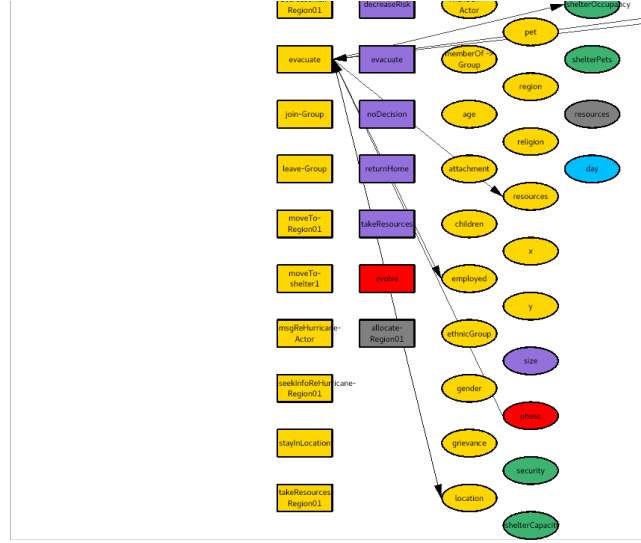 Region01
evacuate
join-Group
leave-Group
moveTo-
Region01
moveTo-
shelter1
msgReHurricane-
Actor
seekInfoReHurricane-
Region01
stayInLocation
takeResources
Region01
decreaseRisk
evacuate
noDecision
returnHome
takeResources
evolve
allocate-
Region01
Actor
memberOf ->
Group
age
attachment
children
employed
ethnicGroup
gender
grievance
location
pet
region
religion
resources
x
y
size
phase
security
shelterCapacity
shelterOccupancy
shelterPets
resources
day